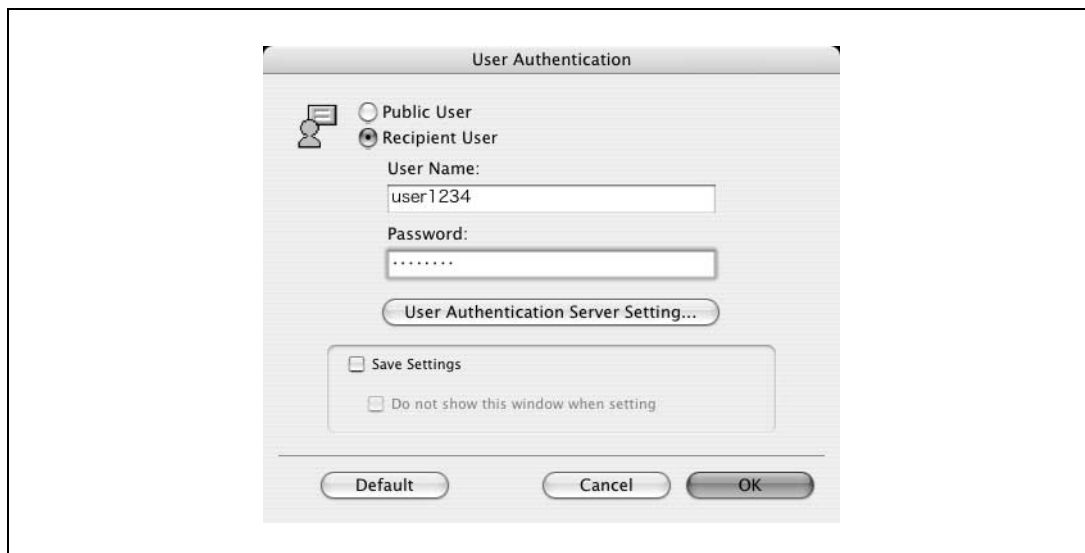 User Authentication
Public User
Recipient User
User Name:
user1234
Password:
········
User Authentication Server Setting...
Save Settings
Do not show this window when setting
Default Cancel OK